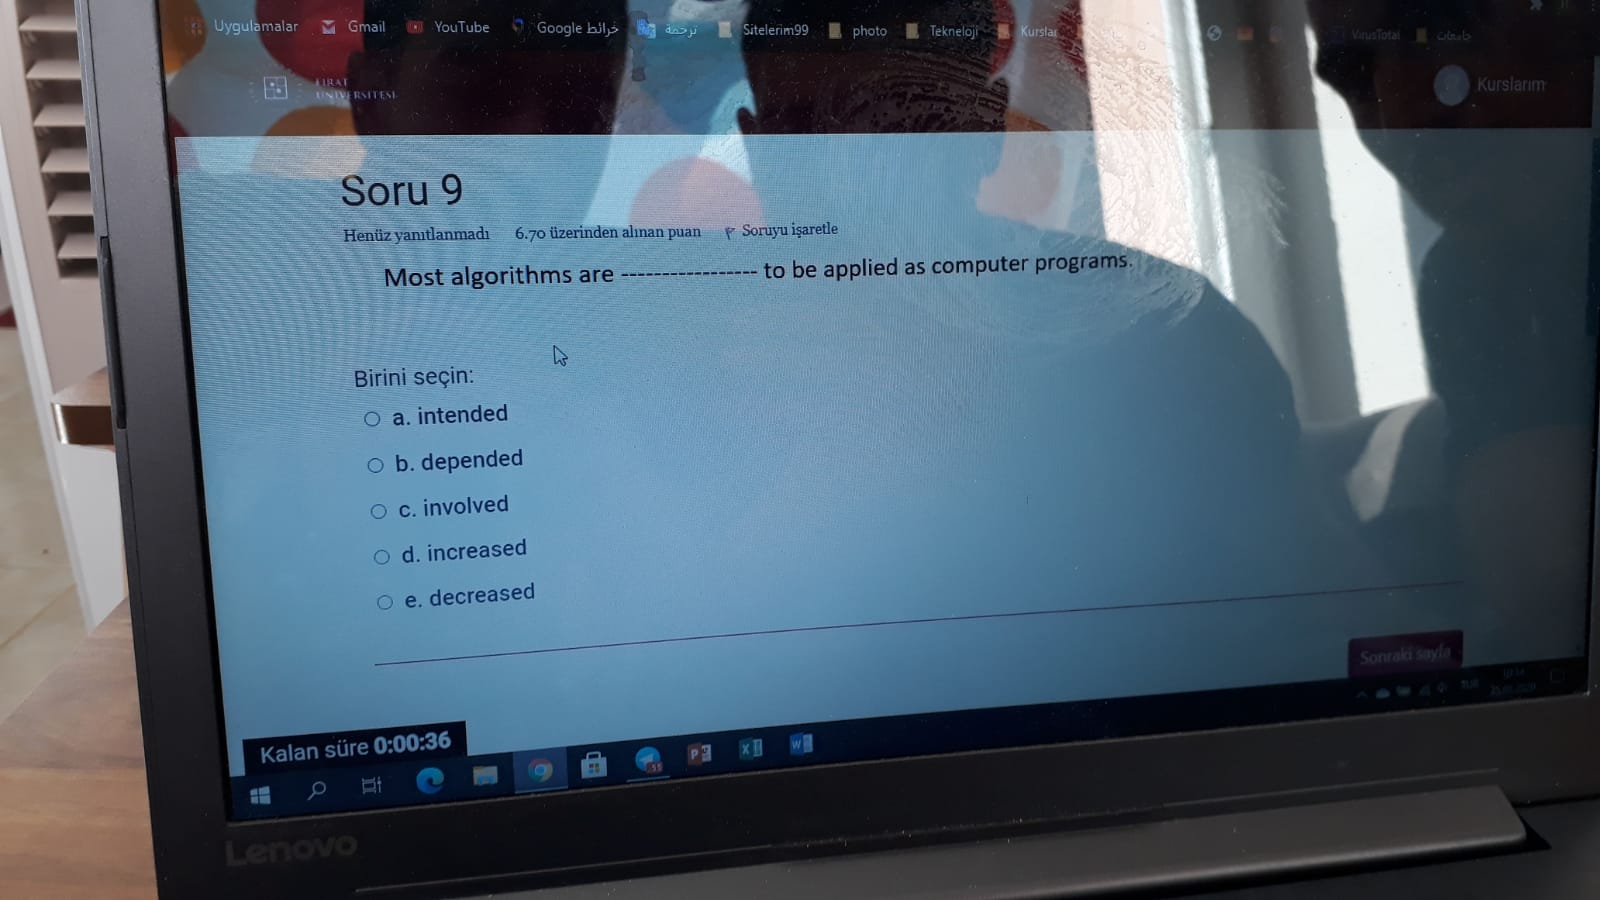 Uygulamalar Gmail YouTube Google خرائط ترجمة Sitelerim99 photo Tekneloji Kurslar VirusTotal جامعات
FIRAT
ÜNİVERSİTESİ
Kurslarım
Soru 9
Henüz yanıtlanmadı 6.70 üzerinden alınan puan Soruyu işaretle
Most algorithms are ----------------- to be applied as computer programs.
Birini seçin:
a. intended
b. depended
c. involved
d. increased
e. decreased
Sonraki sayfa
Kalan süre 0:00:36
TUR
Lenovo